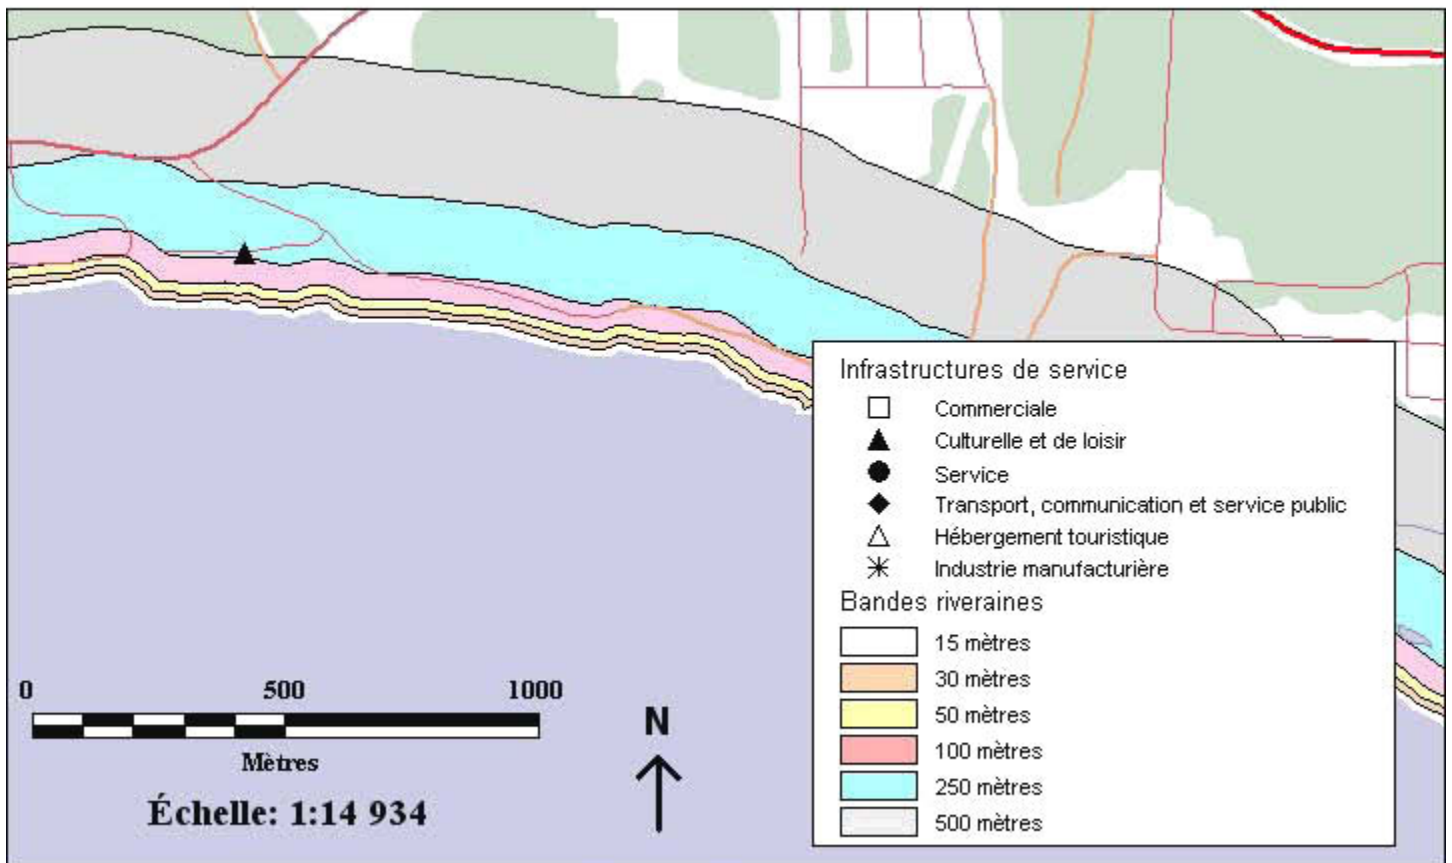 Infrastructures de service
Commerciale
Culturelle et de loisir
Service
Transport, communication et service public
Hébergement touristique
Industrie manufacturière
Bandes riveraines
15 mètres
30 mètres
50 mètres
100 mètres
250 mètres
500 mètres
0 500 1000
Mètres
Échelle: 1:14 934
N